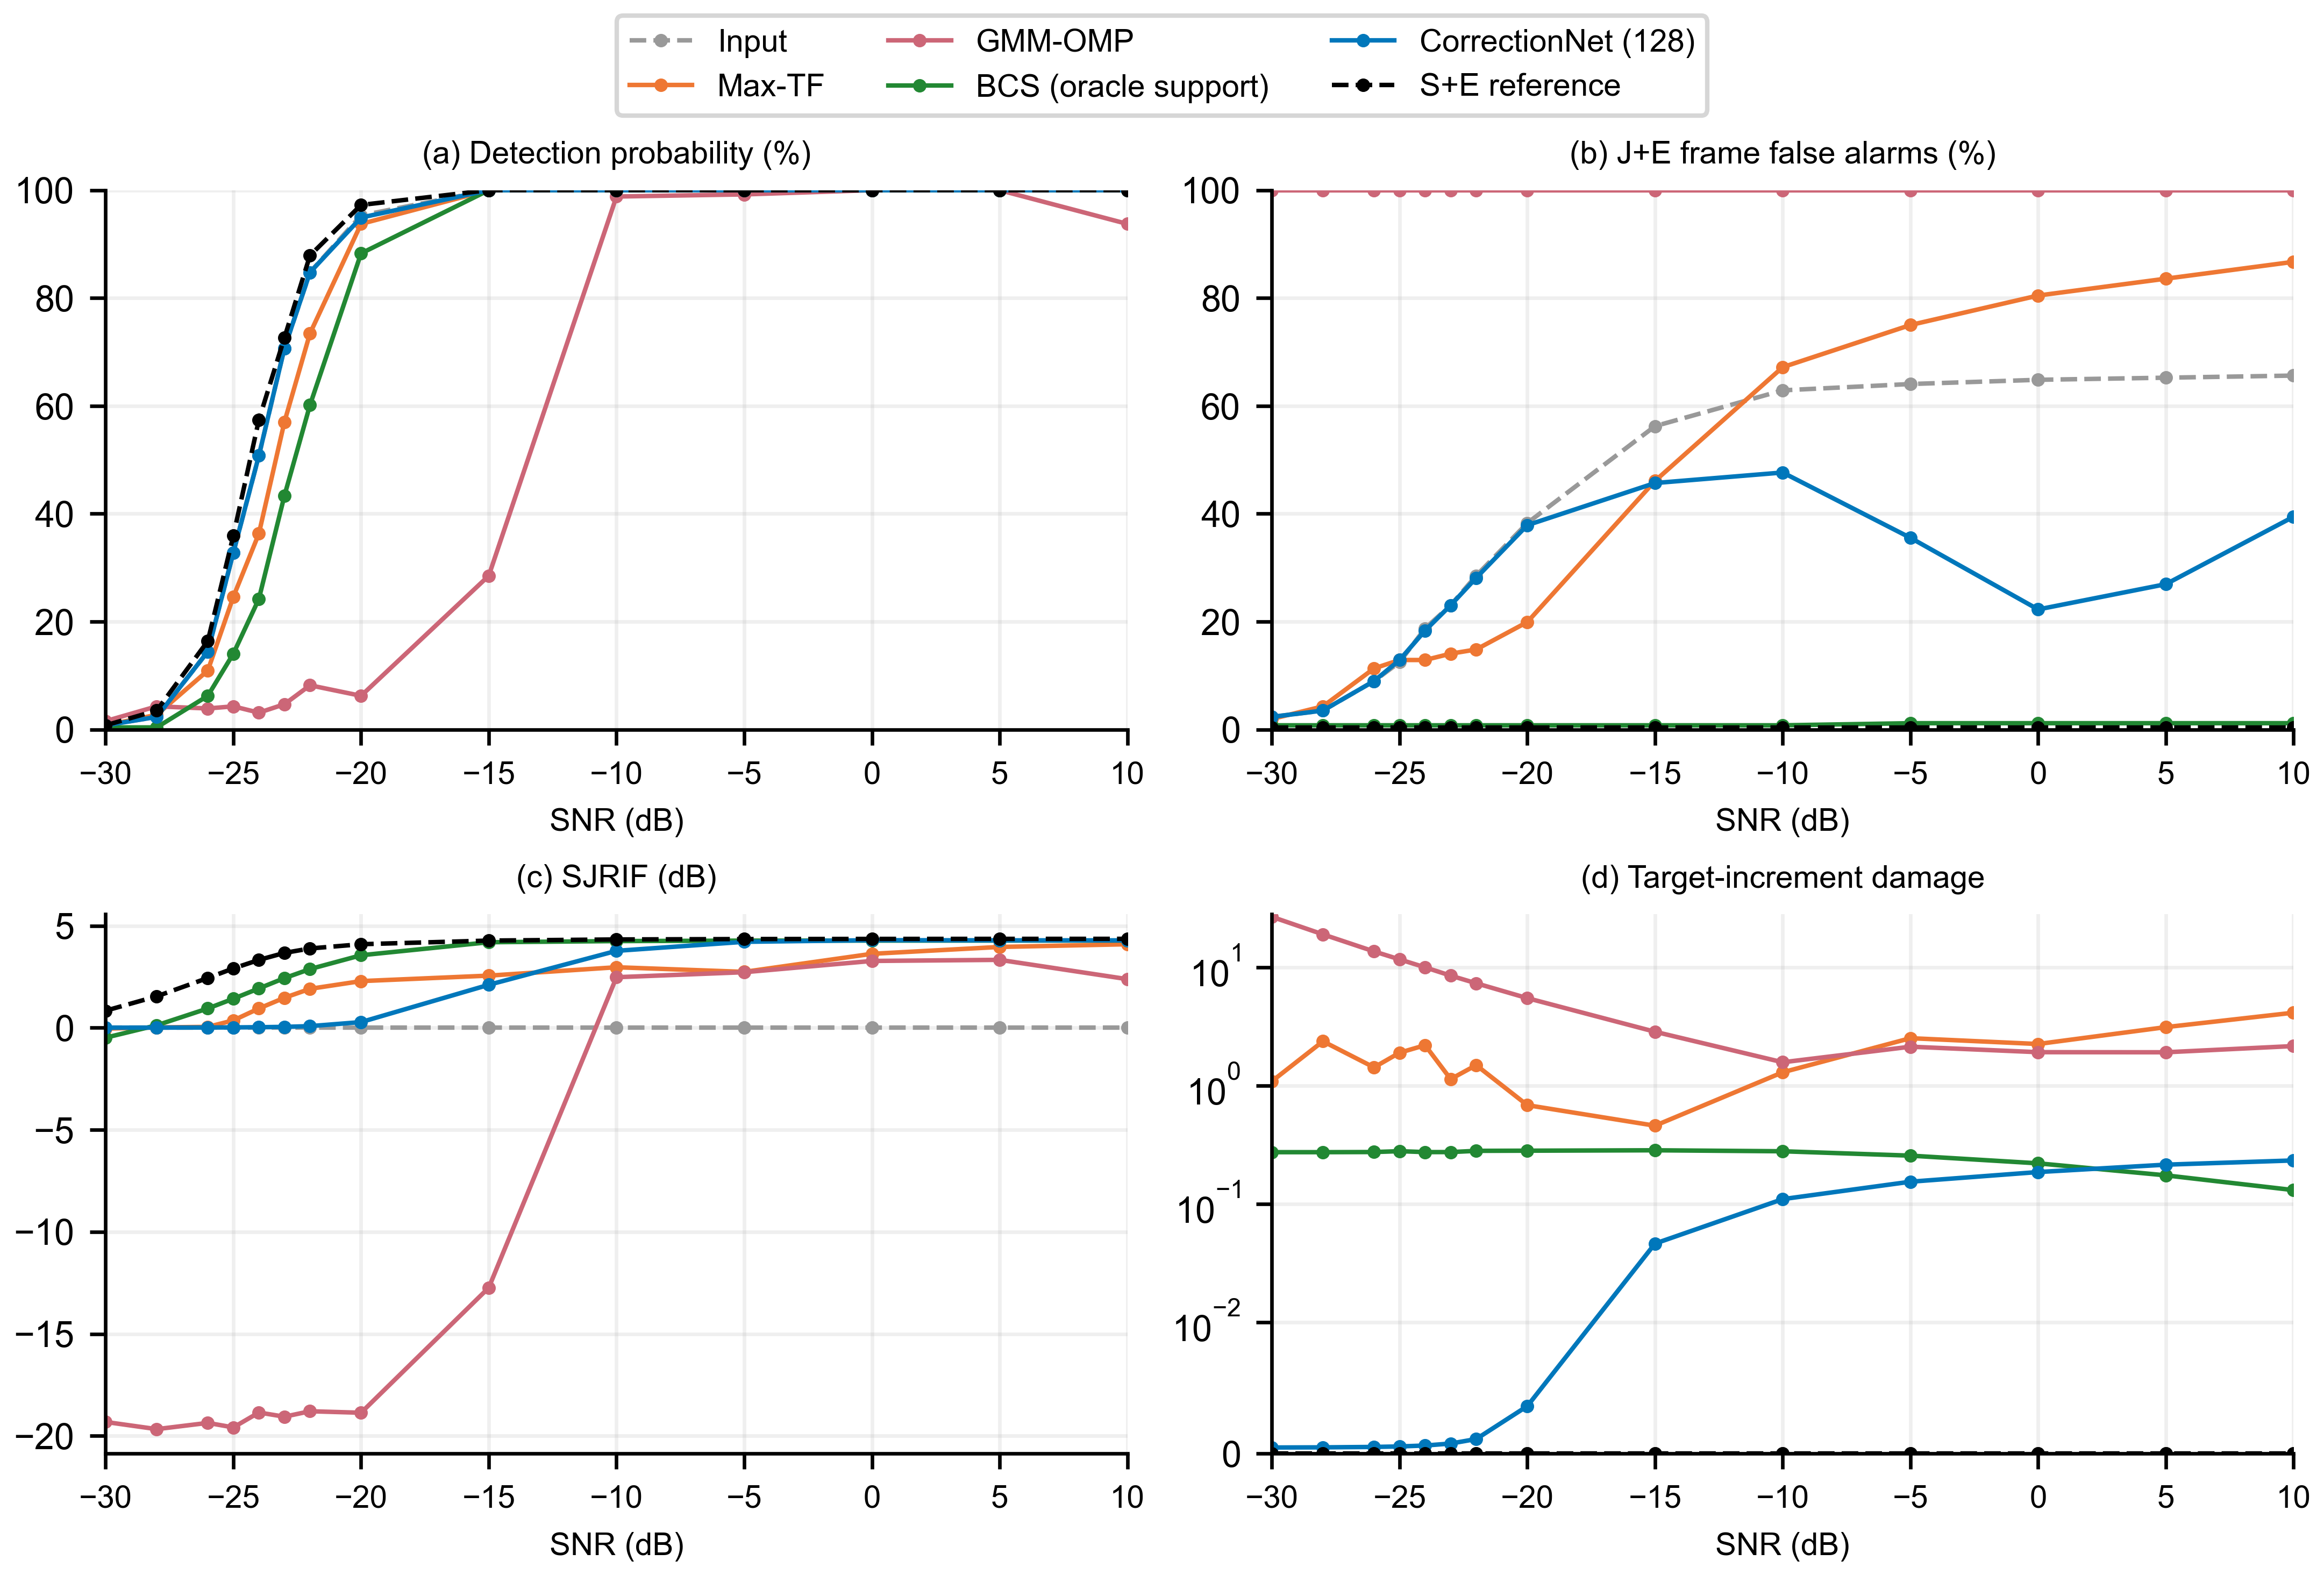 Input GMM-OMP CorrectionNet (128)
Max-TF BCS (oracle support) S+E reference
(a) Detection probability (%)
100
80
60
40
20
0
−30 −25 −20 −15 −10 −5 0 5 10
SNR (dB)
(b) J+E frame false alarms (%)
100
80
60
40
20
0
−30 −25 −20 −15 −10 −5 0 5 10
SNR (dB)
(c) SJRIF (dB)
5
0
−5
−10
−15
−20
−30 −25 −20 −15 −10 −5 0 5 10
SNR (dB)
(d) Target-increment damage
10¹
10⁰
10⁻¹
10⁻²
0
−30 −25 −20 −15 −10 −5 0 5 10
SNR (dB)